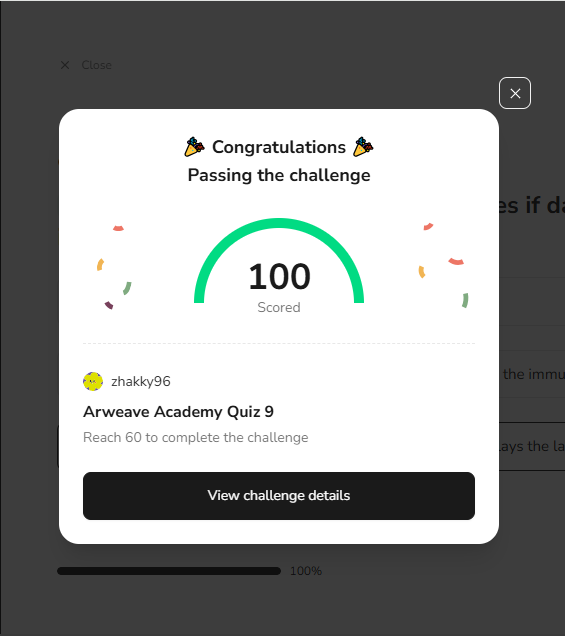 Close
Congratulations
Passing the challenge
es if da
100
Scored
the immu
zhakky96
Arweave Academy Quiz 9
Reach 60 to complete the challenge
ays the la
View challenge details
100%